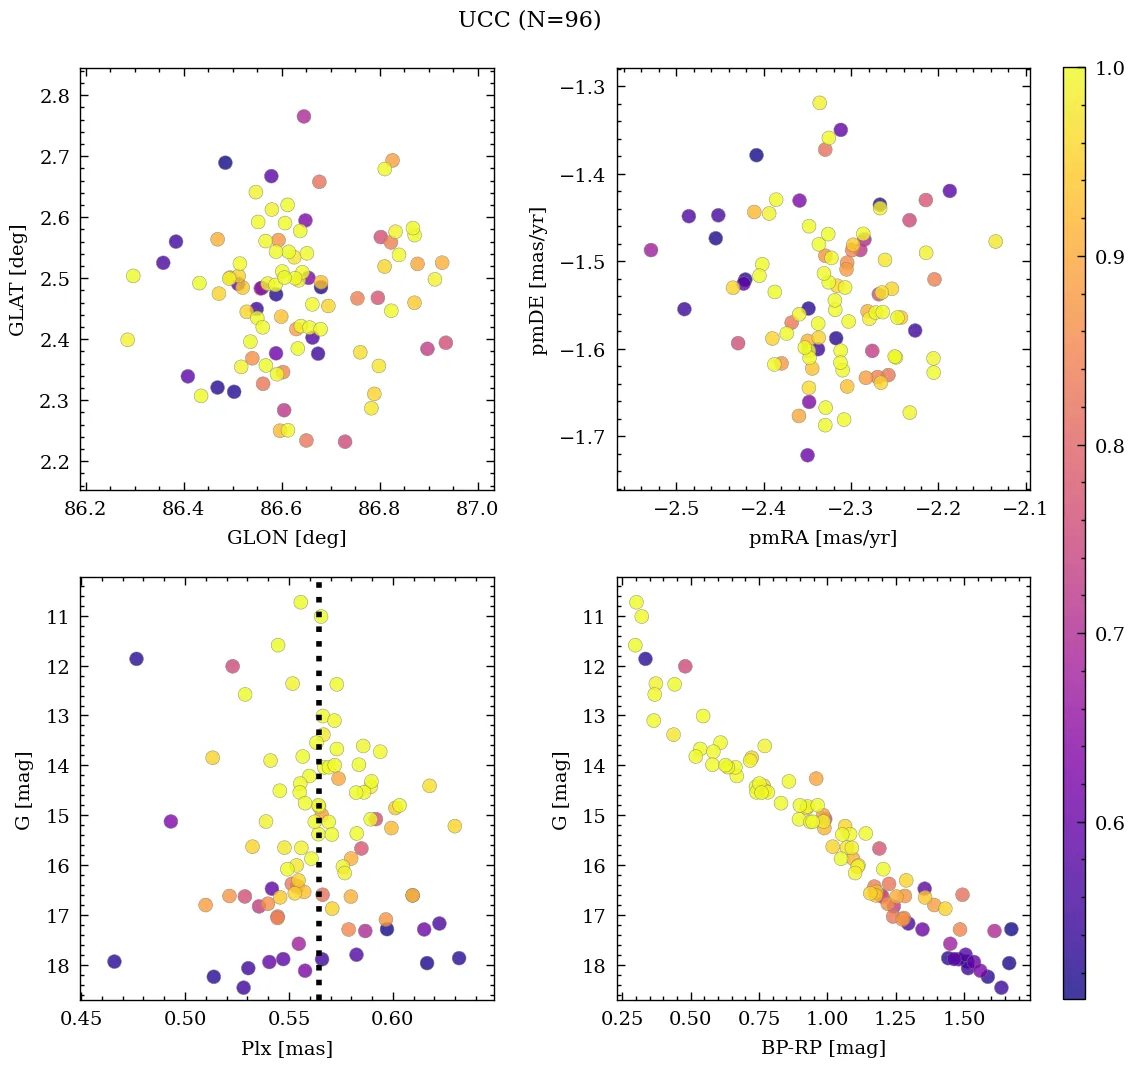 UCC (N=96)
2.8
2.7
2.6
2.5
2.4
2.3
2.2
GLAT [deg]
86.2 86.4 86.6 86.8 87.0
GLON [deg]
−1.3
−1.4
−1.5
−1.6
−1.7
pmDE [mas/yr]
−2.5 −2.4 −2.3 −2.2 −2.1
pmRA [mas/yr]
1.0
0.9
0.8
0.7
0.6
11
12
13
14
15
16
17
18
G [mag]
0.45 0.50 0.55 0.60
Plx [mas]
11
12
13
14
15
16
17
18
G [mag]
0.25 0.50 0.75 1.00 1.25 1.50
BP-RP [mag]